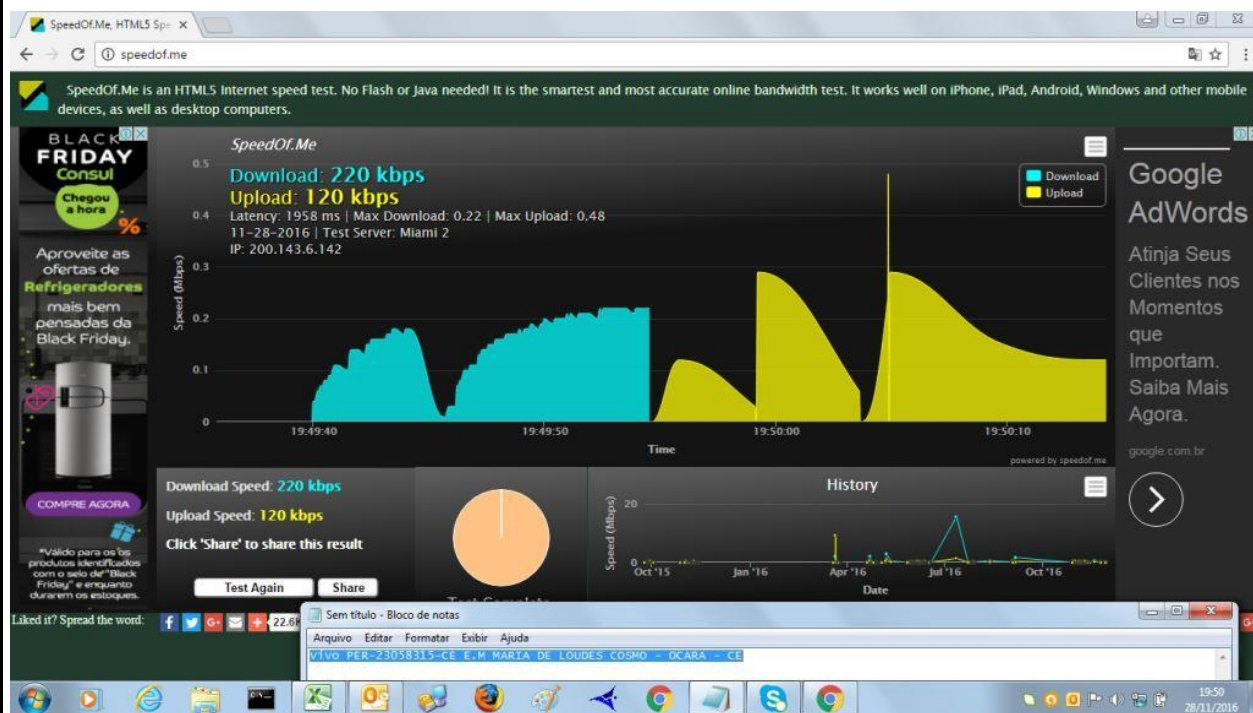 SpeedOf.Me, HTML5 Spe
speedof.me
SpeedOf.Me is an HTML5 Internet speed test. No Flash or Java needed! It is the smartest and most accurate online bandwidth test. It works well on iPhone, iPad, Android, Windows and other mobile
devices, as well as desktop computers.
BLACK
FRIDAY
Consul
Chegou
a hora
%
Aproveite as
ofertas de
Refrigeradores
mais bem
pensadas da
Black Friday.
COMPRE AGORA
*Válido para os
produtos identificados
com o selo de "Black
Friday" e enquanto
durarem os estoques.
SpeedOf.Me
Download: 220 kbps
Upload: 120 kbps
Latency: 1958 ms | Max Download: 0.22 | Max Upload: 0.48
11-28-2016 | Test Server: Miami 2
IP: 200.143.6.142
Download
Upload
Speed (Mbps)
0.5
0.4
0.3
0.2
0.1
0
19:49:40 19:49:50 19:50:00 19:50:10
Time
powered by speedof.me
Google
AdWords
Atinja Seus
Clientes nos
Momentos
que
Importam.
Saiba Mais
Agora.
google.com.br
Download Speed: 220 kbps
Upload Speed: 120 kbps
Click 'Share' to share this result
Test Again Share
Test Complete
History
Speed (Mbps)
20
0
Oct '15 Jan '16 Apr '16 Jul '16 Oct '16
Date
Liked it? Spread the word:
22.6K
Sem título - Bloco de notas
Arquivo Editar Formatar Exibir Ajuda
vivo PER-23058315-CE E.M MARIA DE LOUDES COSMO - OCARA - CE
19:50
28/11/2016